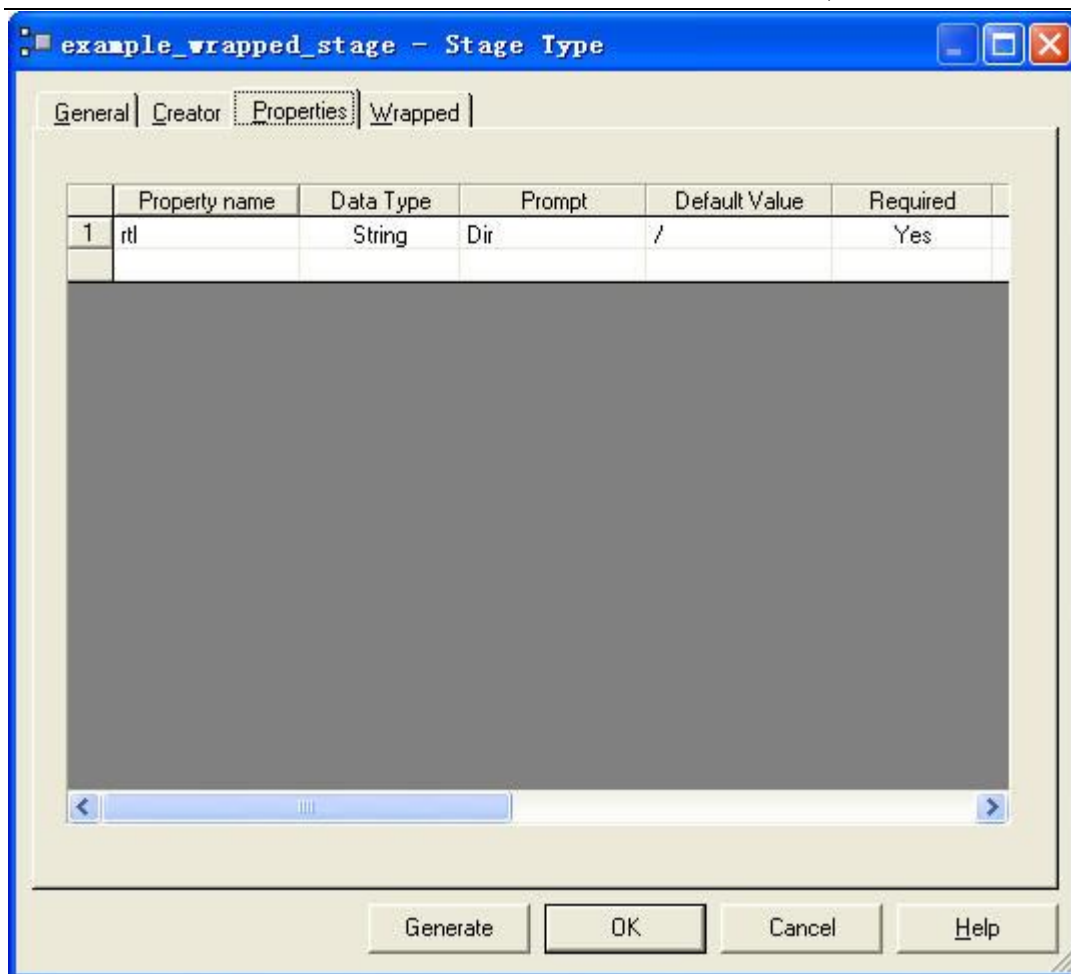 example_wrapped_stage - Stage Type
General Creator Properties Wrapped
Property name Data Type Prompt Default Value Required
1 rtl String Dir / Yes
Generate OK Cancel Help